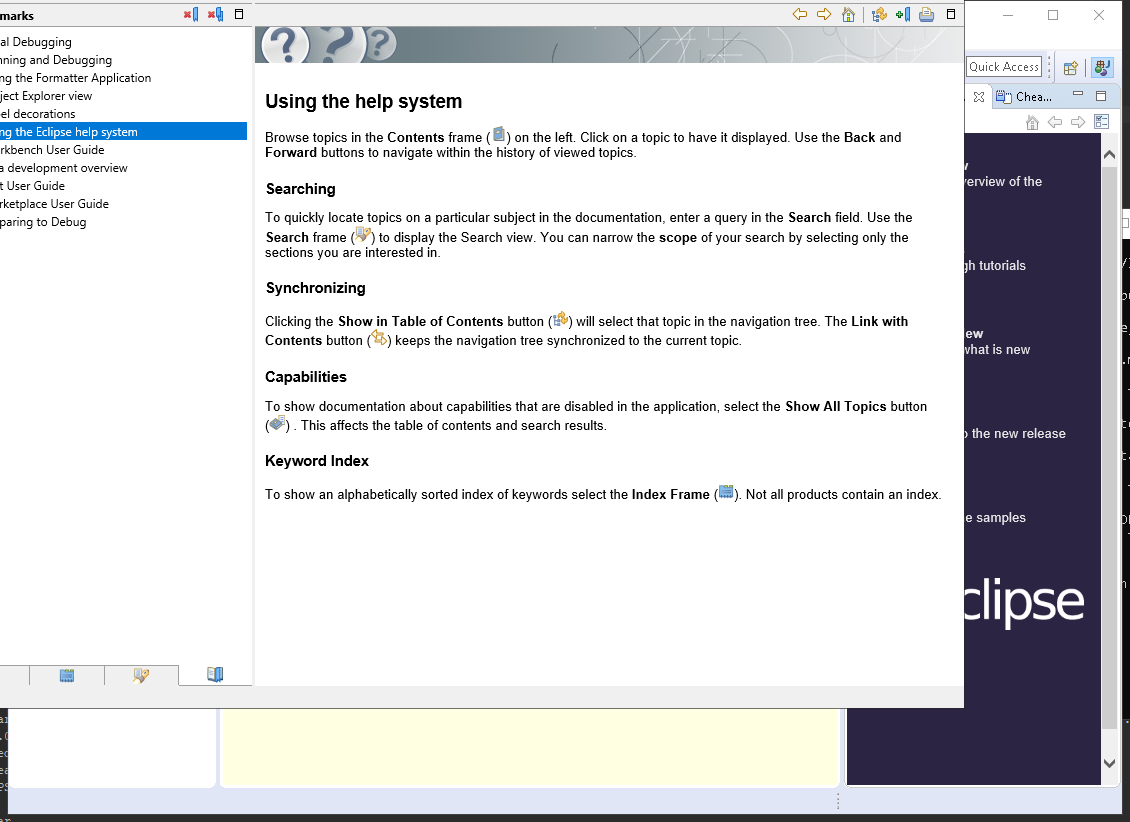 marks
al Debugging
nning and Debugging
ng the Formatter Application
ject Explorer view
el decorations
ng the Eclipse help system
rkbench User Guide
a development overview
t User Guide
rketplace User Guide
paring to Debug
Using the help system
Browse topics in the Contents frame ( ) on the left. Click on a topic to have it displayed. Use the Back and
Forward buttons to navigate within the history of viewed topics.
Searching
To quickly locate topics on a particular subject in the documentation, enter a query in the Search field. Use the
Search frame ( ) to display the Search view. You can narrow the scope of your search by selecting only the
sections you are interested in.
Synchronizing
Clicking the Show in Table of Contents button ( ) will select that topic in the navigation tree. The Link with
Contents button ( ) keeps the navigation tree synchronized to the current topic.
Capabilities
To show documentation about capabilities that are disabled in the application, select the Show All Topics button
( ) . This affects the table of contents and search results.
Keyword Index
To show an alphabetically sorted index of keywords select the Index Frame ( ). Not all products contain an index.
Quick Access
Chea...
verview of the
gh tutorials
ew
what is new
o the new release
e samples
clipse